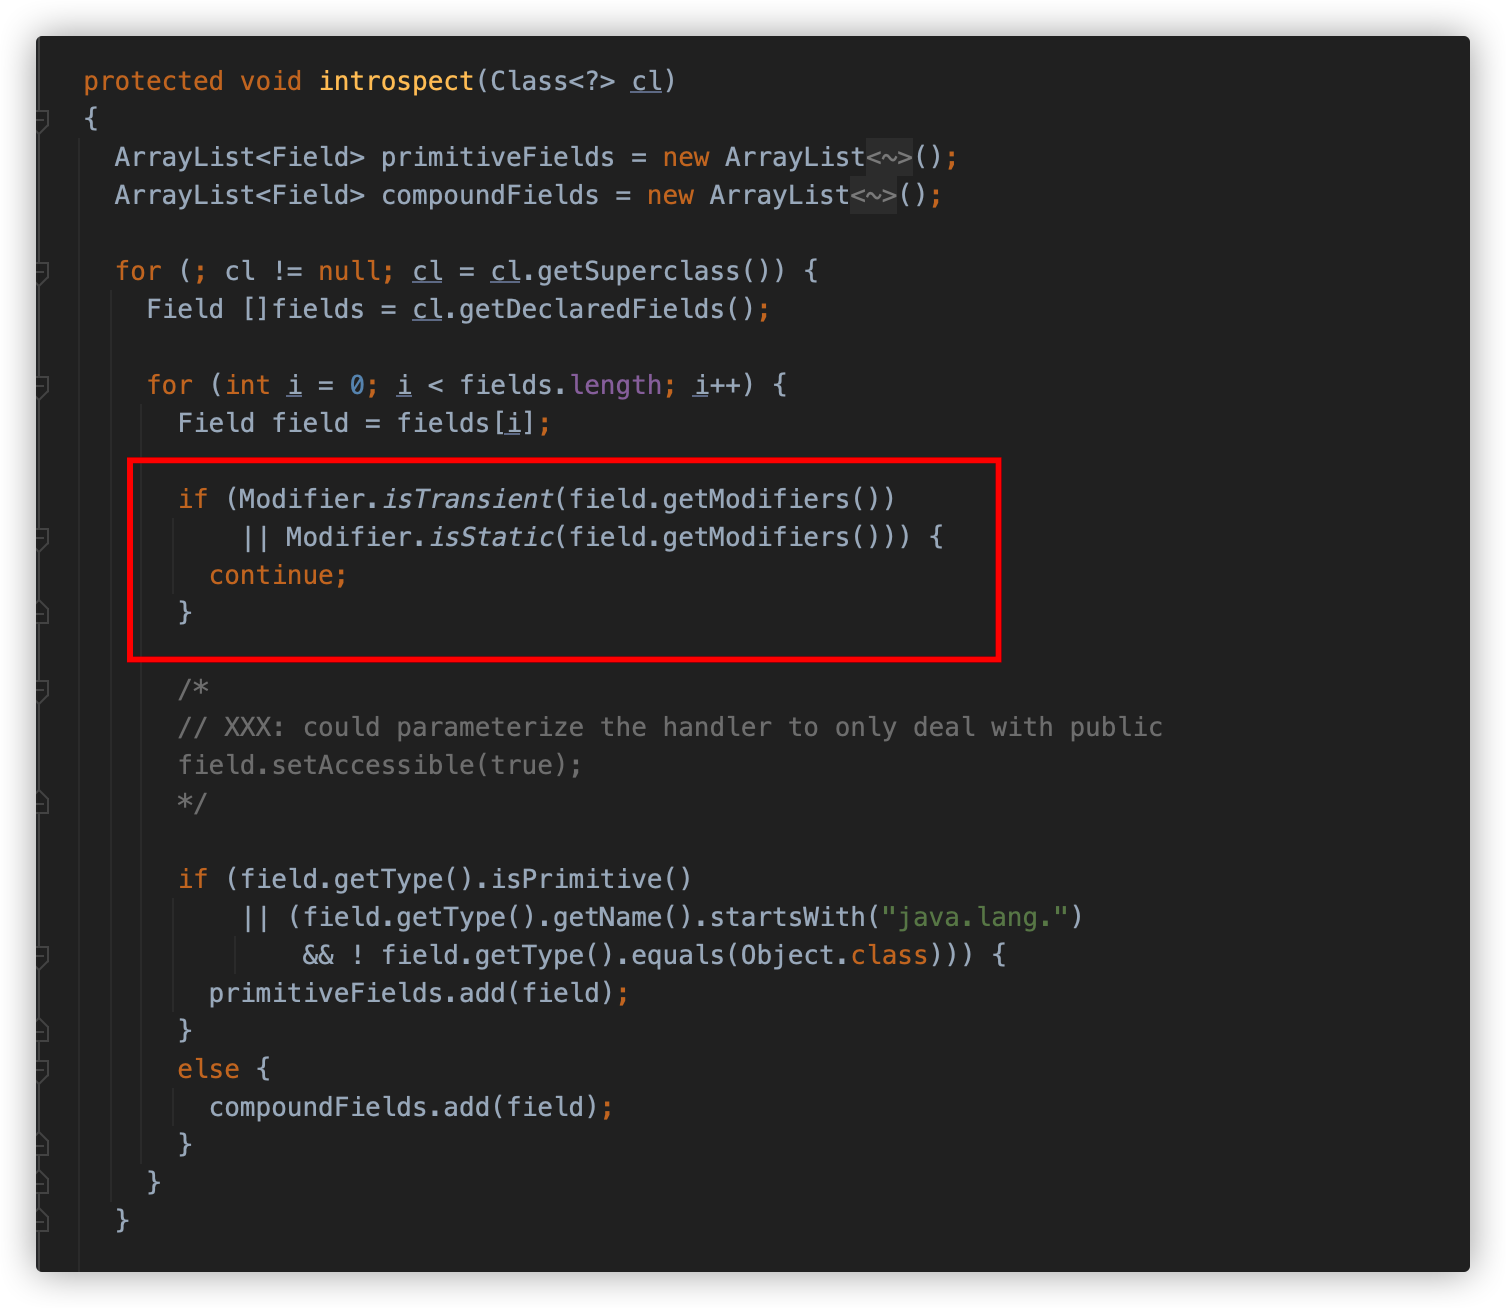 protected void introspect(Class<?> cl)
{
  ArrayList<Field> primitiveFields = new ArrayList<~>();
  ArrayList<Field> compoundFields = new ArrayList<~>();

  for (; cl != null; cl = cl.getSuperclass()) {
    Field []fields = cl.getDeclaredFields();

    for (int i = 0; i < fields.length; i++) {
      Field field = fields[i];

      if (Modifier.isTransient(field.getModifiers())
          || Modifier.isStatic(field.getModifiers())) {
        continue;
      }

      /*
      // XXX: could parameterize the handler to only deal with public
      field.setAccessible(true);
      */

      if (field.getType().isPrimitive()
          || (field.getType().getName().startsWith("java.lang.")
              && ! field.getType().equals(Object.class))) {
        primitiveFields.add(field);
      }
      else {
        compoundFields.add(field);
      }
    }
  }